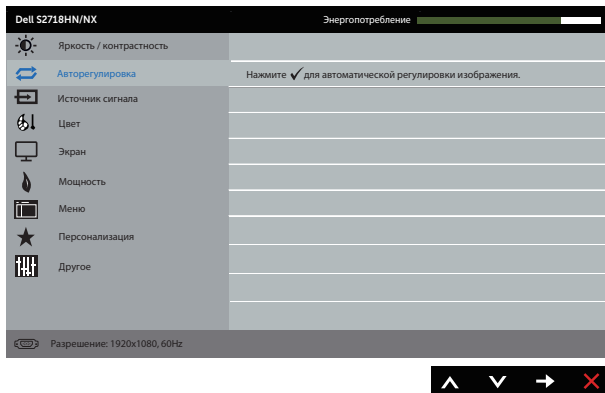 Dell S2718HN/NX
Энергопотребление
Яркость / контрастность
Авторегулировка
Нажмите для автоматической регулировки изображения.
Источник сигнала
Цвет
Экран
Мощность
Меню
Персонализация
Другое
Разрешение: 1920x1080, 60Hz